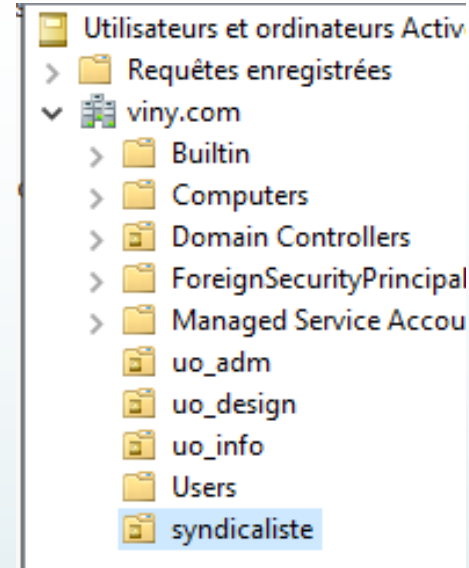 Utilisateurs et ordinateurs Activ
Requêtes enregistrées
viny.com
Builtin
Computers
Domain Controllers
ForeignSecurityPrincipal
Managed Service Accou
uo_adm
uo_design
uo_info
Users
syndicaliste